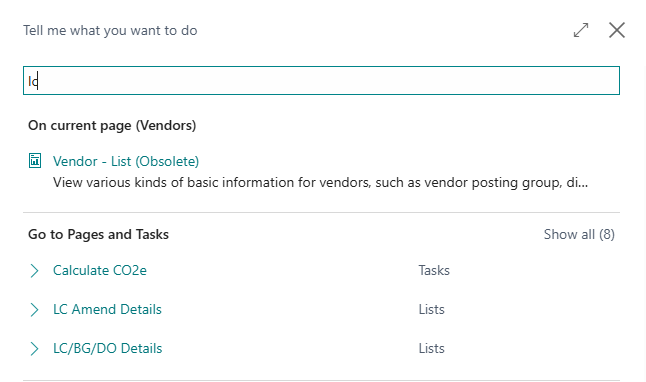 Tell me what you want to do
lc
On current page (Vendors)
Vendor - List (Obsolete)
View various kinds of basic information for vendors, such as vendor posting group, di...
Go to Pages and Tasks Show all (8)
Calculate CO2e Tasks
LC Amend Details Lists
LC/BG/DO Details Lists